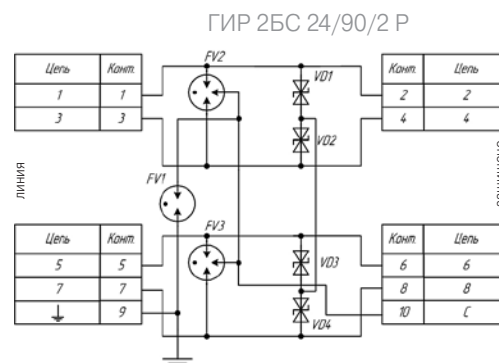 ГИР 2БС 24/90/2 Р
FV2
Цепь Конт.
1 1
3 3
VD1
VD2
Конт. Цепь
2 2
4 4
ЛИНИЯ
FV1
FV3
Цепь Конт.
5 5
7 7
⏚ 9
VD3
VD4
Конт. Цепь
6 6
8 8
10 С